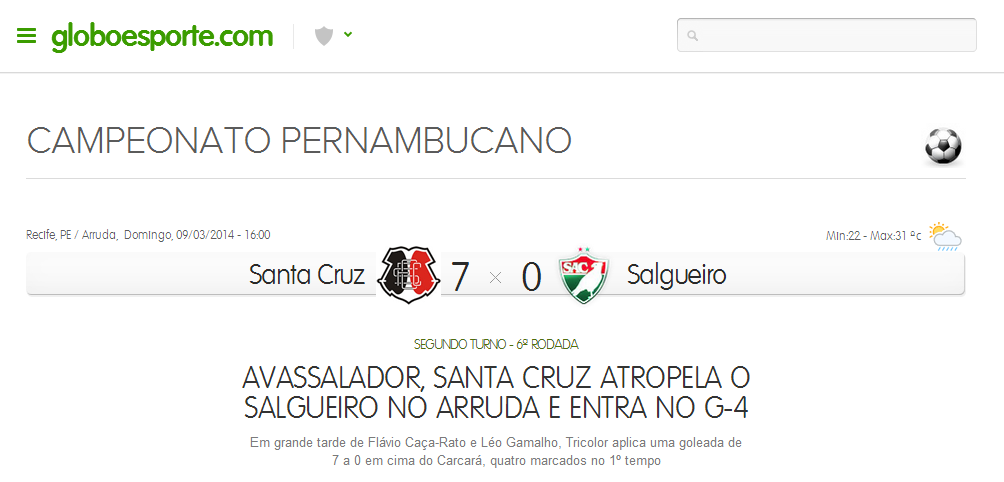 globoesporte.com
CAMPEONATO PERNAMBUCANO
Recife, PE / Arruda, Domingo, 09/03/2014 - 16:00
Min:22 - Max:31 ºc
Santa Cruz 7 × 0 SAC Salgueiro
SEGUNDO TURNO - 6ª RODADA
AVASSALADOR, SANTA CRUZ ATROPELA O
SALGUEIRO NO ARRUDA E ENTRA NO G-4
Em grande tarde de Flávio Caça-Rato e Léo Gamalho, Tricolor aplica uma goleada de
7 a 0 em cima do Carcará, quatro marcados no 1º tempo